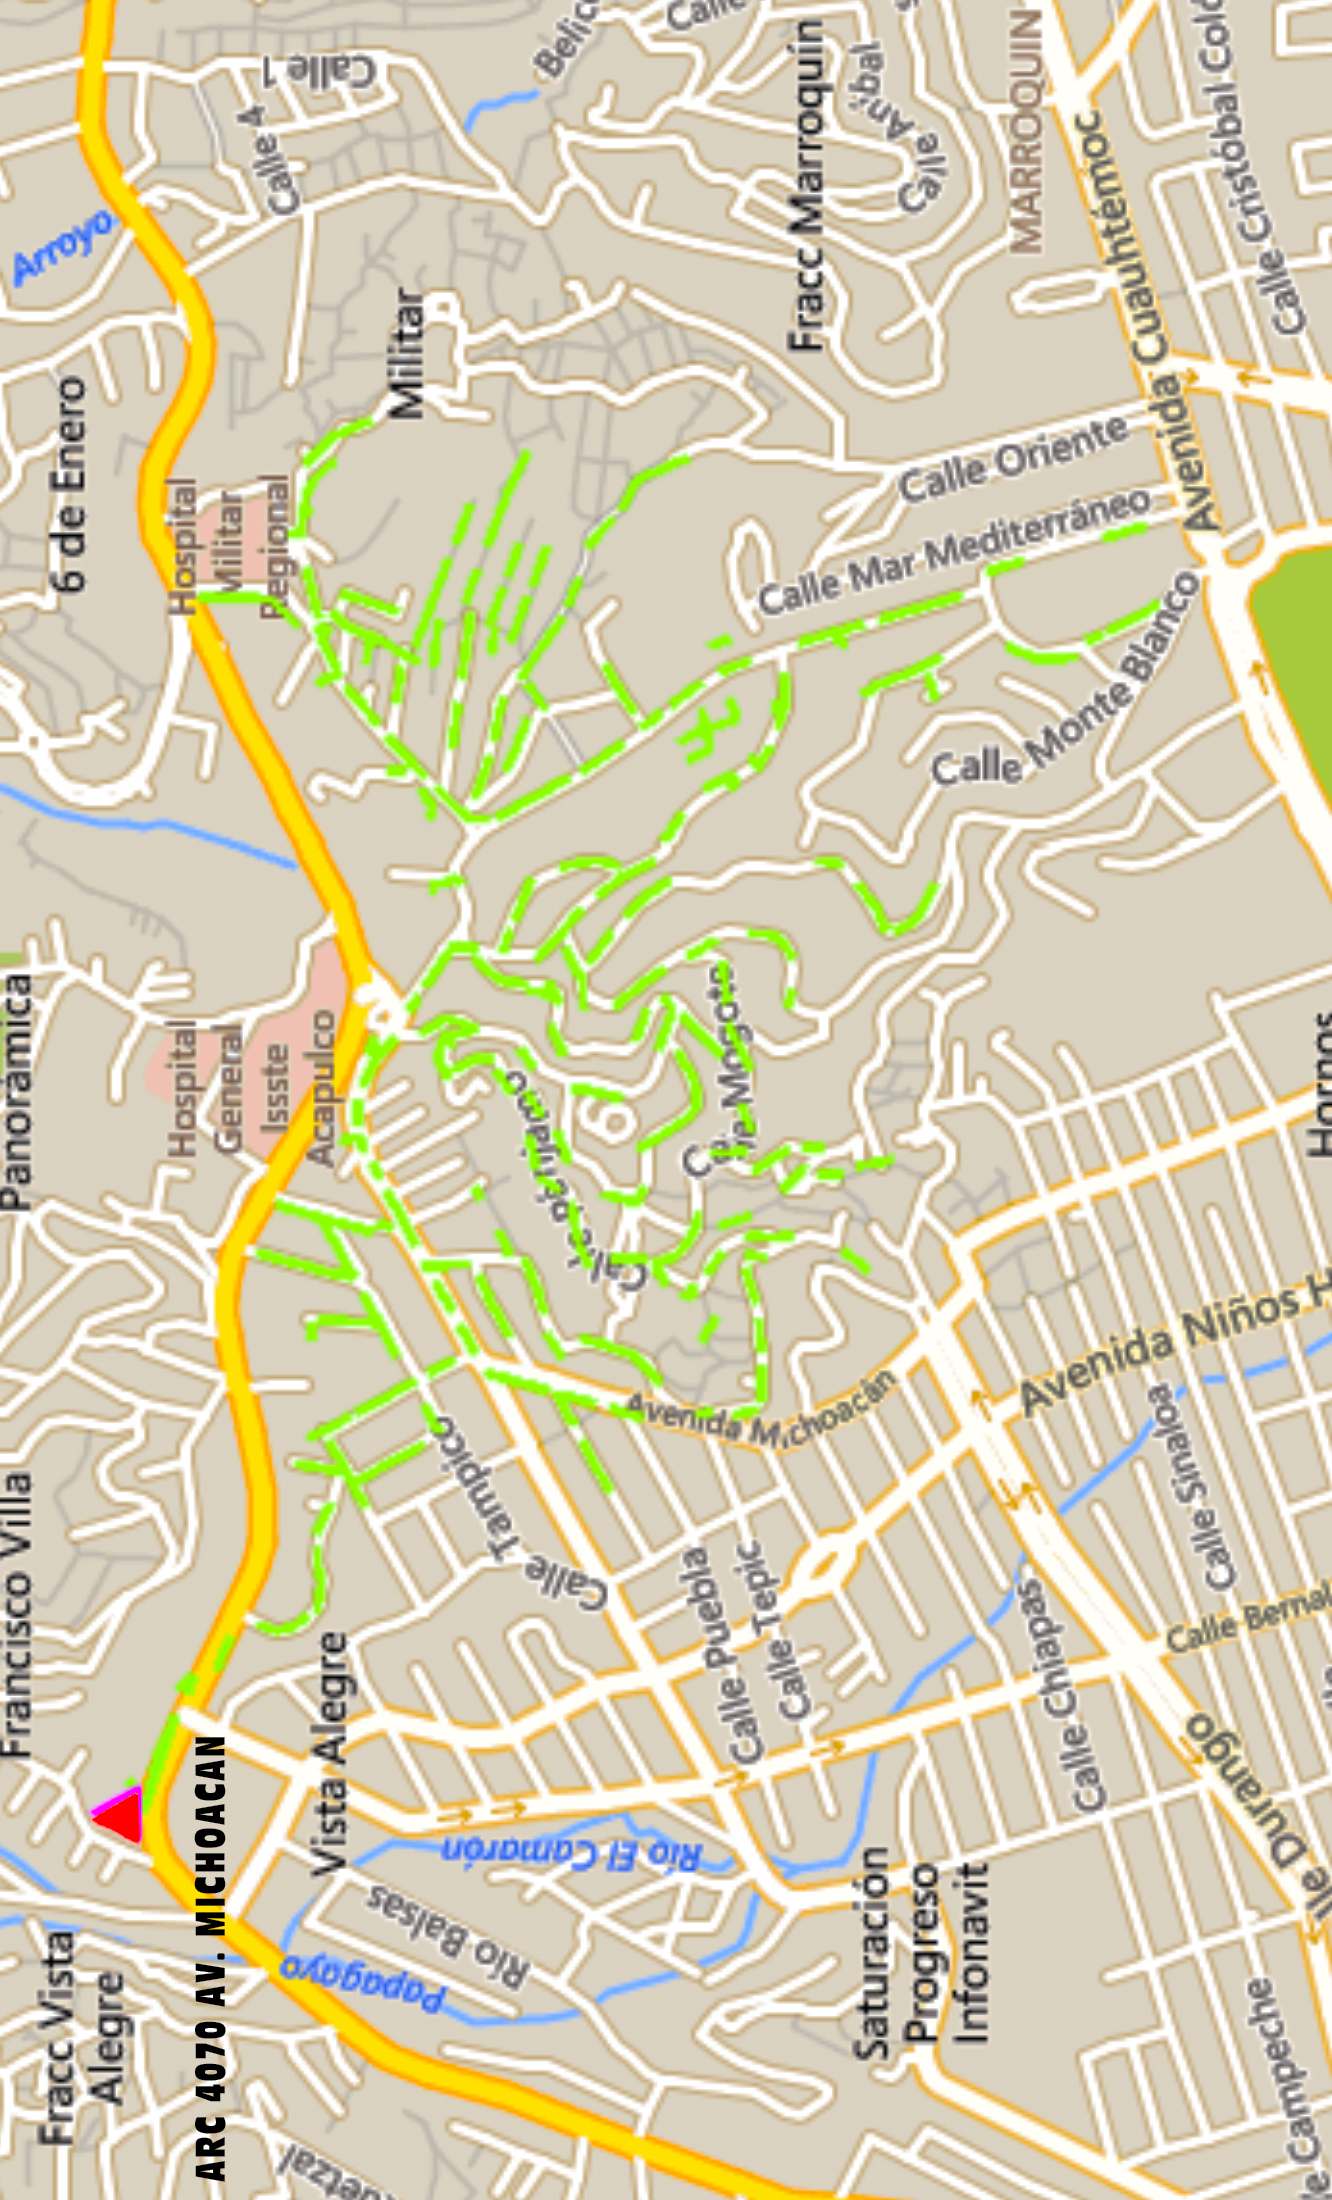 Arroyo
Calle 1
Calle 4
Calle
Calle Aníbal
Fracc Marroquín
MARROQUIN
Avenida Cuauhtémoc
Calle Cristóbal
6 de Enero
Militar
Hospital
Militar
Regional
Calle Oriente
Calle Mar Mediterráneo
Calle Monte Blanco
Panorámica
Hospital
General
Issste
Acapulco
Hornos
Avenida Niños
Avenida Michoacán
Calle Tampico
Francisco Villa
Vista Alegre
Calle Puebla
Calle Tepic
Calle Chiapas
Calle Sinaloa
Calle Bernal
Durango
Río El Camarón
Río Balsas
Papagayo
Fracc Vista
Alegre
ARC 4070 AV. MICHOACAN
Saturación
Progreso
Infonavit
Campeche